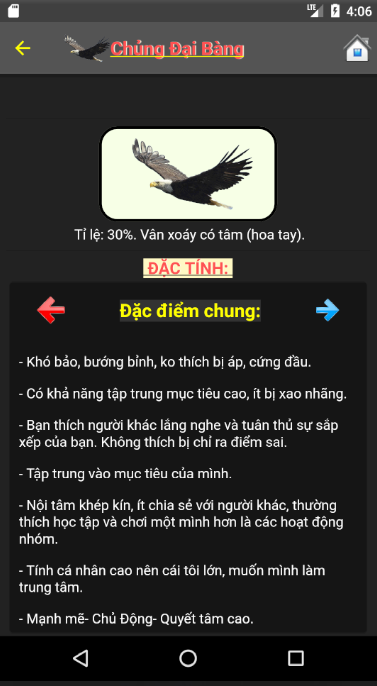 LTE 4:06
Chủng Đại Bàng
Tỉ lệ: 30%. Vân xoáy có tâm (hoa tay).
ĐẶC TÍNH:
Đặc điểm chung:
- Khó bảo, bướng bỉnh, ko thích bị áp, cứng đầu.
- Có khả năng tập trung mục tiêu cao, ít bị xao nhãng.
- Bạn thích người khác lắng nghe và tuân thủ sự sắp
xếp của bạn. Không thích bị chỉ ra điểm sai.
- Tập trung vào mục tiêu của mình.
- Nội tâm khép kín, ít chia sẻ với người khác, thường
thích học tập và chơi một mình hơn là các hoạt động
nhóm.
- Tính cá nhân cao nên cái tôi lớn, muốn mình làm
trung tâm.
- Mạnh mẽ- Chủ Động- Quyết tâm cao.